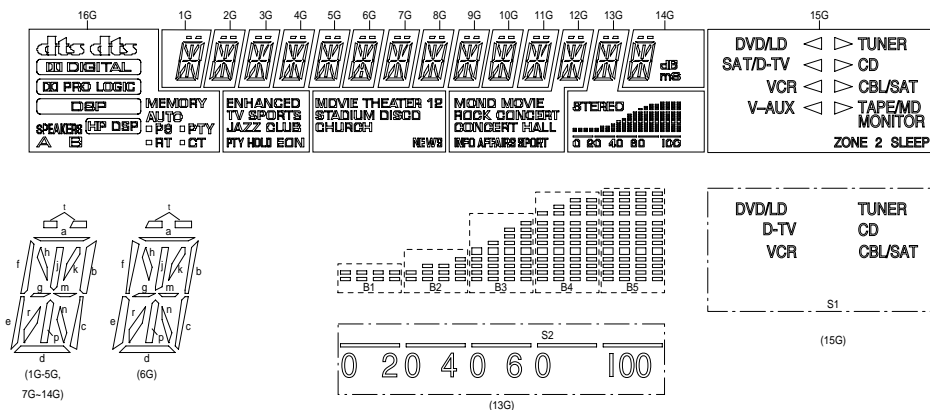 16G 1G 2G 3G 4G 5G 6G 7G 8G 9G 10G 11G 12G 13G 14G 15G
dts dts
DIGITAL
PRO LOGIC
DSP
SPEAKERS HP DSP
A B
MEMORY
AUTO
PS PTY
RT CT
dB
mS
ENHANCED
TV SPORTS
JAZZ CLUB
PTY HOLD EON
MOVIE THEATER 12
STADIUM DISCO
CHURCH
NEWS
MONO MOVIE
ROCK CONCERT
CONCERT HALL
INFO AFFAIRS SPORT
STEREO
0 20 40 60 100
DVD/LD TUNER
SAT/D-TV CD
VCR CBL/SAT
V-AUX TAPE/MD
MONITOR
ZONE 2 SLEEP
t
a
f h j k b
g m
e r p n c
d
(1G-5G,
7G~14G)
t
a
f h j k b
g m
e r p n c
d
(6G)
B1 B2 B3 B4 B5
S2
0 20 40 60 100
(13G)
DVD/LD TUNER
D-TV CD
VCR CBL/SAT
S1
(15G)